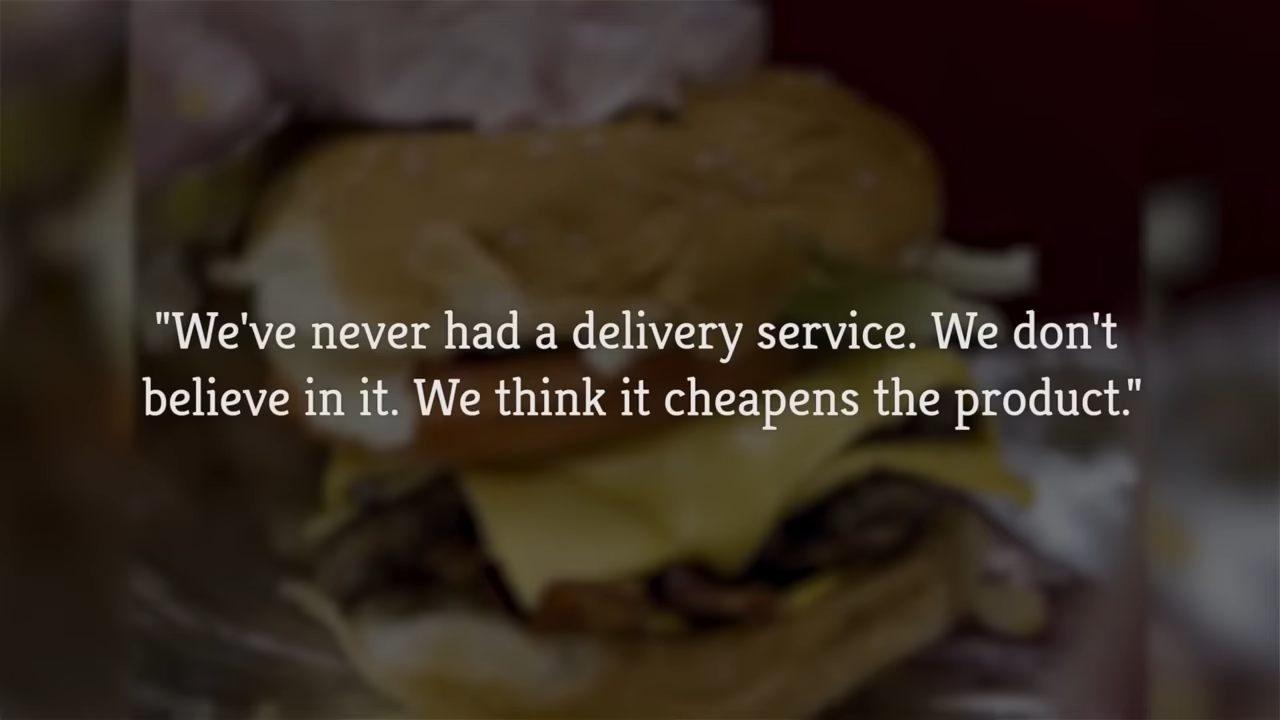 "We've never had a delivery service. We don't
believe in it. We think it cheapens the product."